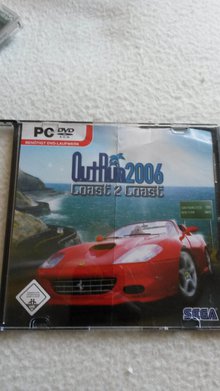 PC DVD
BENÖTIGT DVD-LAUFWERK
OutRun2006
Coast 2 Coast
SEGA